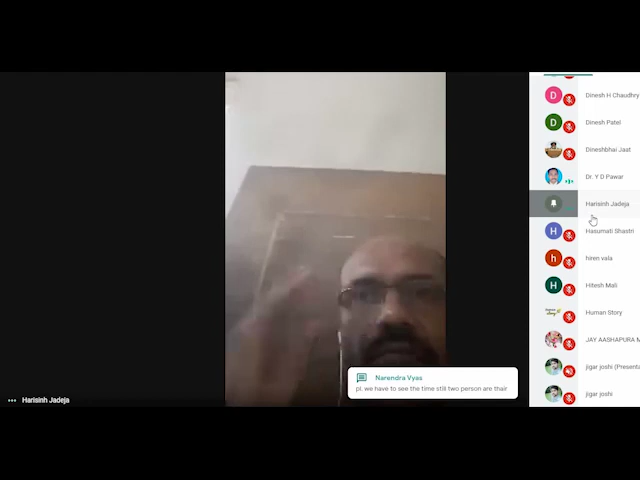 D Dinesh H Chaudhry
D Dinesh Patel
Dineshbhai Jaat
Dr. Y D Pawar
Harisinh Jadeja
H Hasumati Shastri
h hiren vala
H Hitesh Mali
Human Story
JAY AASHAPURA M
jigar joshi (Presenta
jigar joshi
Narendra Vyas
pl. we have to see the time still two person are thair
Harisinh Jadeja